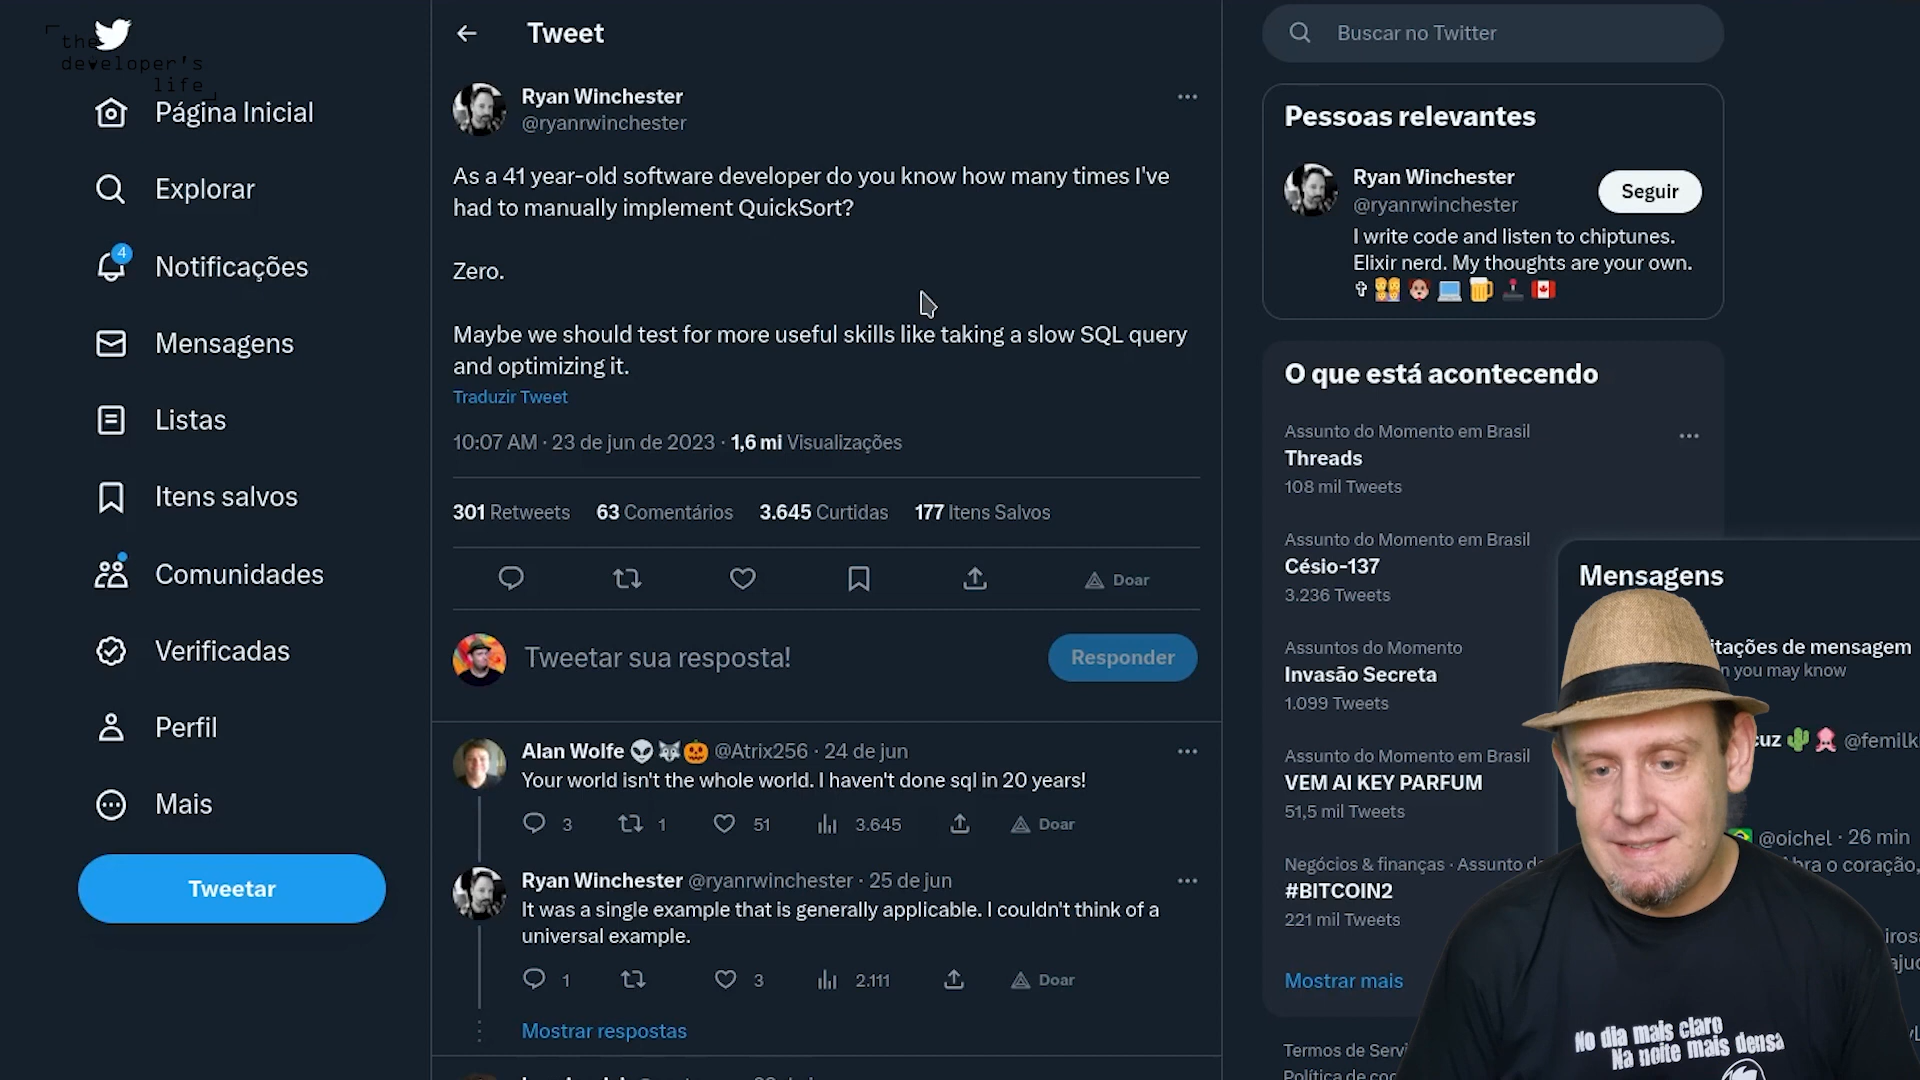 the
developer's
life
Página Inicial
Explorar
4
Notificações
Mensagens
Listas
Itens salvos
Comunidades
Verificadas
Perfil
Mais
Tweetar
Tweet
Ryan Winchester
@ryanrwinchester
As a 41 year-old software developer do you know how many times I've
had to manually implement QuickSort?
Zero.
Maybe we should test for more useful skills like taking a slow SQL query
and optimizing it.
Traduzir Tweet
10:07 AM · 23 de jun de 2023 · 1,6 mi Visualizações
301 Retweets 63 Comentários 3.645 Curtidas 177 Itens Salvos
Doar
Tweetar sua resposta!
Responder
Alan Wolfe 👽🐺🎃 @Atrix256 · 24 de jun
Your world isn't the whole world. I haven't done sql in 20 years!
3 1 51 3.645 Doar
Ryan Winchester @ryanrwinchester · 25 de jun
It was a single example that is generally applicable. I couldn't think of a
universal example.
1 3 2.111 Doar
Mostrar respostas
Buscar no Twitter
Pessoas relevantes
Ryan Winchester
@ryanrwinchester
Seguir
I write code and listen to chiptunes.
Elixir nerd. My thoughts are your own.
O que está acontecendo
Assunto do Momento em Brasil
Threads
108 mil Tweets
Assunto do Momento em Brasil
Césio-137
3.236 Tweets
Assuntos do Momento
Invasão Secreta
1.099 Tweets
Assunto do Momento em Brasil
VEM AI KEY PARFUM
51,5 mil Tweets
Negócios & finanças · Assunto
#BITCOIN2
221 mil Tweets
Mostrar mais
Termos de
Política de
Mensagens
de mensagem
you may know
@oichel · 26 min
o coração,
No dia mais claro
Na noite mais densa